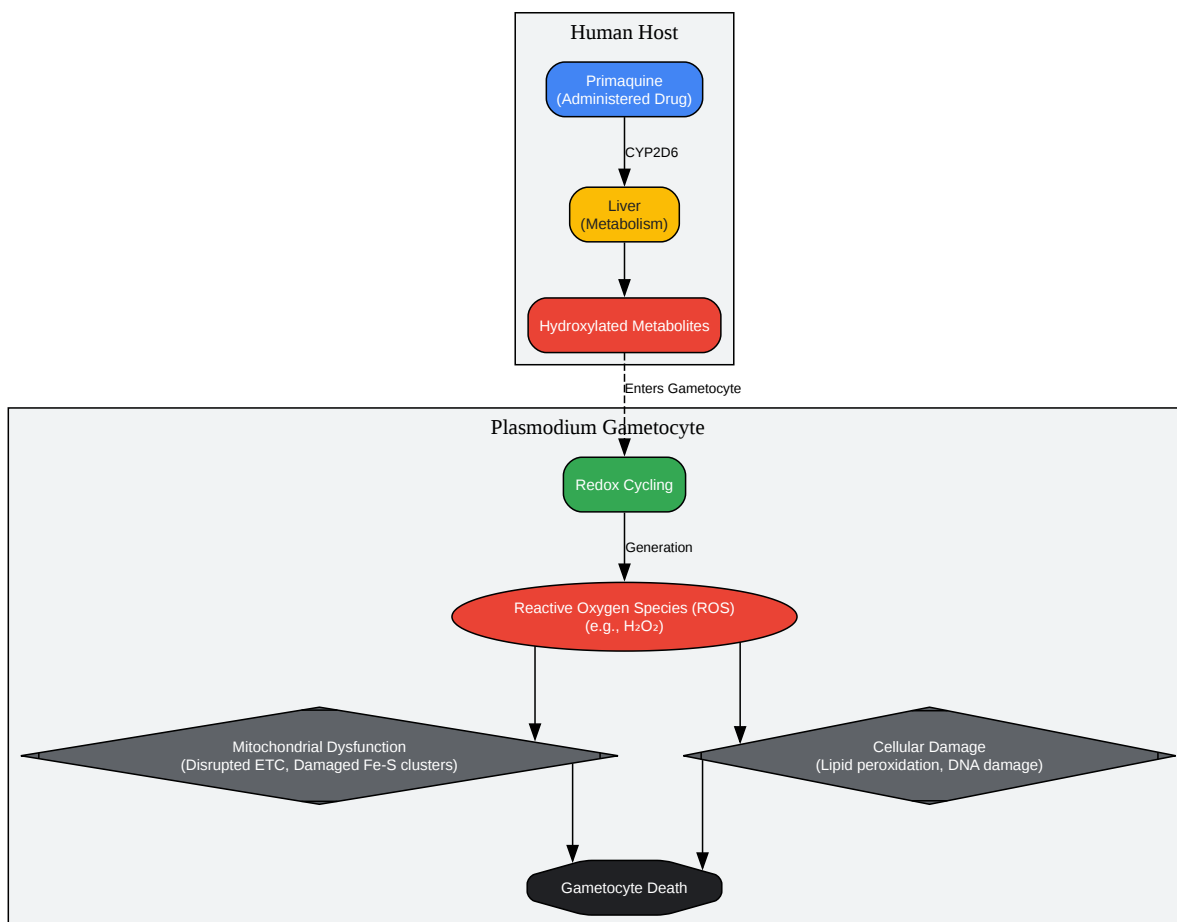 Human Host
Primaquine
(Administered Drug)
CYP2D6
Liver
(Metabolism)
Hydroxylated Metabolites
Enters Gametocyte
Plasmodium Gametocyte
Redox Cycling
Generation
Reactive Oxygen Species (ROS)
(e.g., H₂O₂)
Mitochondrial Dysfunction
(Disrupted ETC, Damaged Fe-S clusters)
Cellular Damage
(Lipid peroxidation, DNA damage)
Gametocyte Death